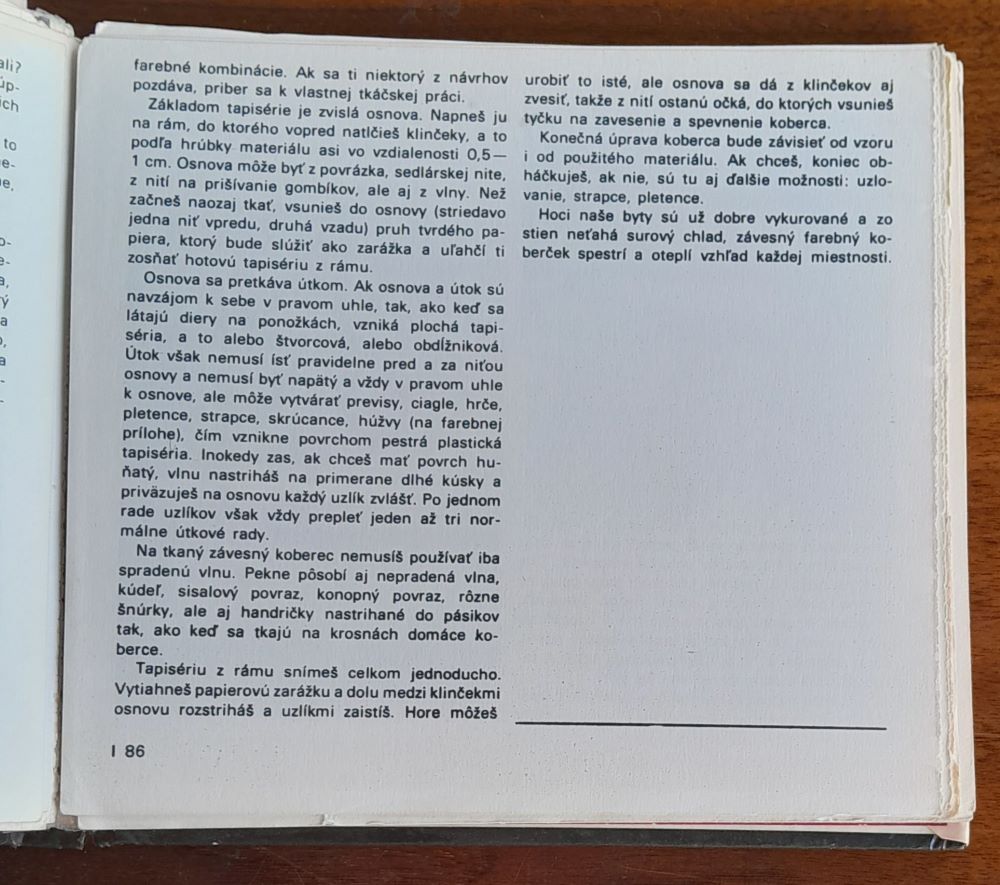 ali?
úp-
ich
to
e-
ie,
o-
e-
a,
ý
a
o,
a
-
-
farebné kombinácie. Ak sa ti niektorý z návrhov
pozdáva, priber sa k vlastnej tkáčskej práci.
Základom tapisérie je zvislá osnova. Napneš ju
na rám, do ktorého vopred natlčieš klinčeky, a to
podľa hrúbky materiálu asi vo vzdialenosti 0,5—
1 cm. Osnova môže byť z povrázka, sedlárskej nite,
z nití na prišívanie gombíkov, ale aj z vlny. Než
začneš naozaj tkať, vsunieš do osnovy (striedavo
jedna niť vpredu, druhá vzadu) pruh tvrdého pa-
piera, ktorý bude slúžiť ako zarážka a uľahčí ti
zosňať hotovú tapisériu z rámu.
Osnova sa pretkáva útkom. Ak osnova a útok sú
navzájom k sebe v pravom uhle, tak, ako keď sa
látajú diery na ponožkách, vzniká plochá tapi-
séria, a to alebo štvorcová, alebo obdĺžniková.
Útok však nemusí ísť pravidelne pred a za niťou
osnovy a nemusí byť napätý a vždy v pravom uhle
k osnove, ale môže vytvárať previsy, ciagle, hrče,
pletence, strapce, skrúcance, húžvy (na farebnej
prílohe), čím vznikne povrchom pestrá plastická
tapiséria. Inokedy zas, ak chceš mať povrch hu-
ňatý, vlnu nastriháš na primerane dlhé kúsky a
priväzuješ na osnovu každý uzlík zvlášť. Po jednom
rade uzlíkov však vždy prepleť jeden až tri nor-
málne útkové rady.
Na tkaný závesný koberec nemusíš používať iba
spradenú vlnu. Pekne pôsobí aj nepradená vlna,
kúdeľ, sisalový povraz, konopný povraz, rôzne
šnúrky, ale aj handričky nastrihané do pásikov
tak, ako keď sa tkajú na krosnách domáce ko-
berce.
Tapisériu z rámu snímeš celkom jednoducho.
Vytiahneš papierovú zarážku a dolu medzi klinčekmi
osnovu rozstriháš a uzlíkmi zaistíš. Hore môžeš
urobiť to isté, ale osnova sa dá z klinčekov aj
zvesiť, takže z nití ostanú očká, do ktorých vsunieš
tyčku na zavesenie a spevnenie koberca.
Konečná úprava koberca bude závisieť od vzoru
i od použitého materiálu. Ak chceš, koniec ob-
háčkuješ, ak nie, sú tu aj ďalšie možnosti: uzlo-
vanie, strapce, pletence.
Hoci naše byty sú už dobre vykurované a zo
stien neťahá surový chlad, závesný farebný ko-
berček spestrí a oteplí vzhľad každej miestnosti.
I 86